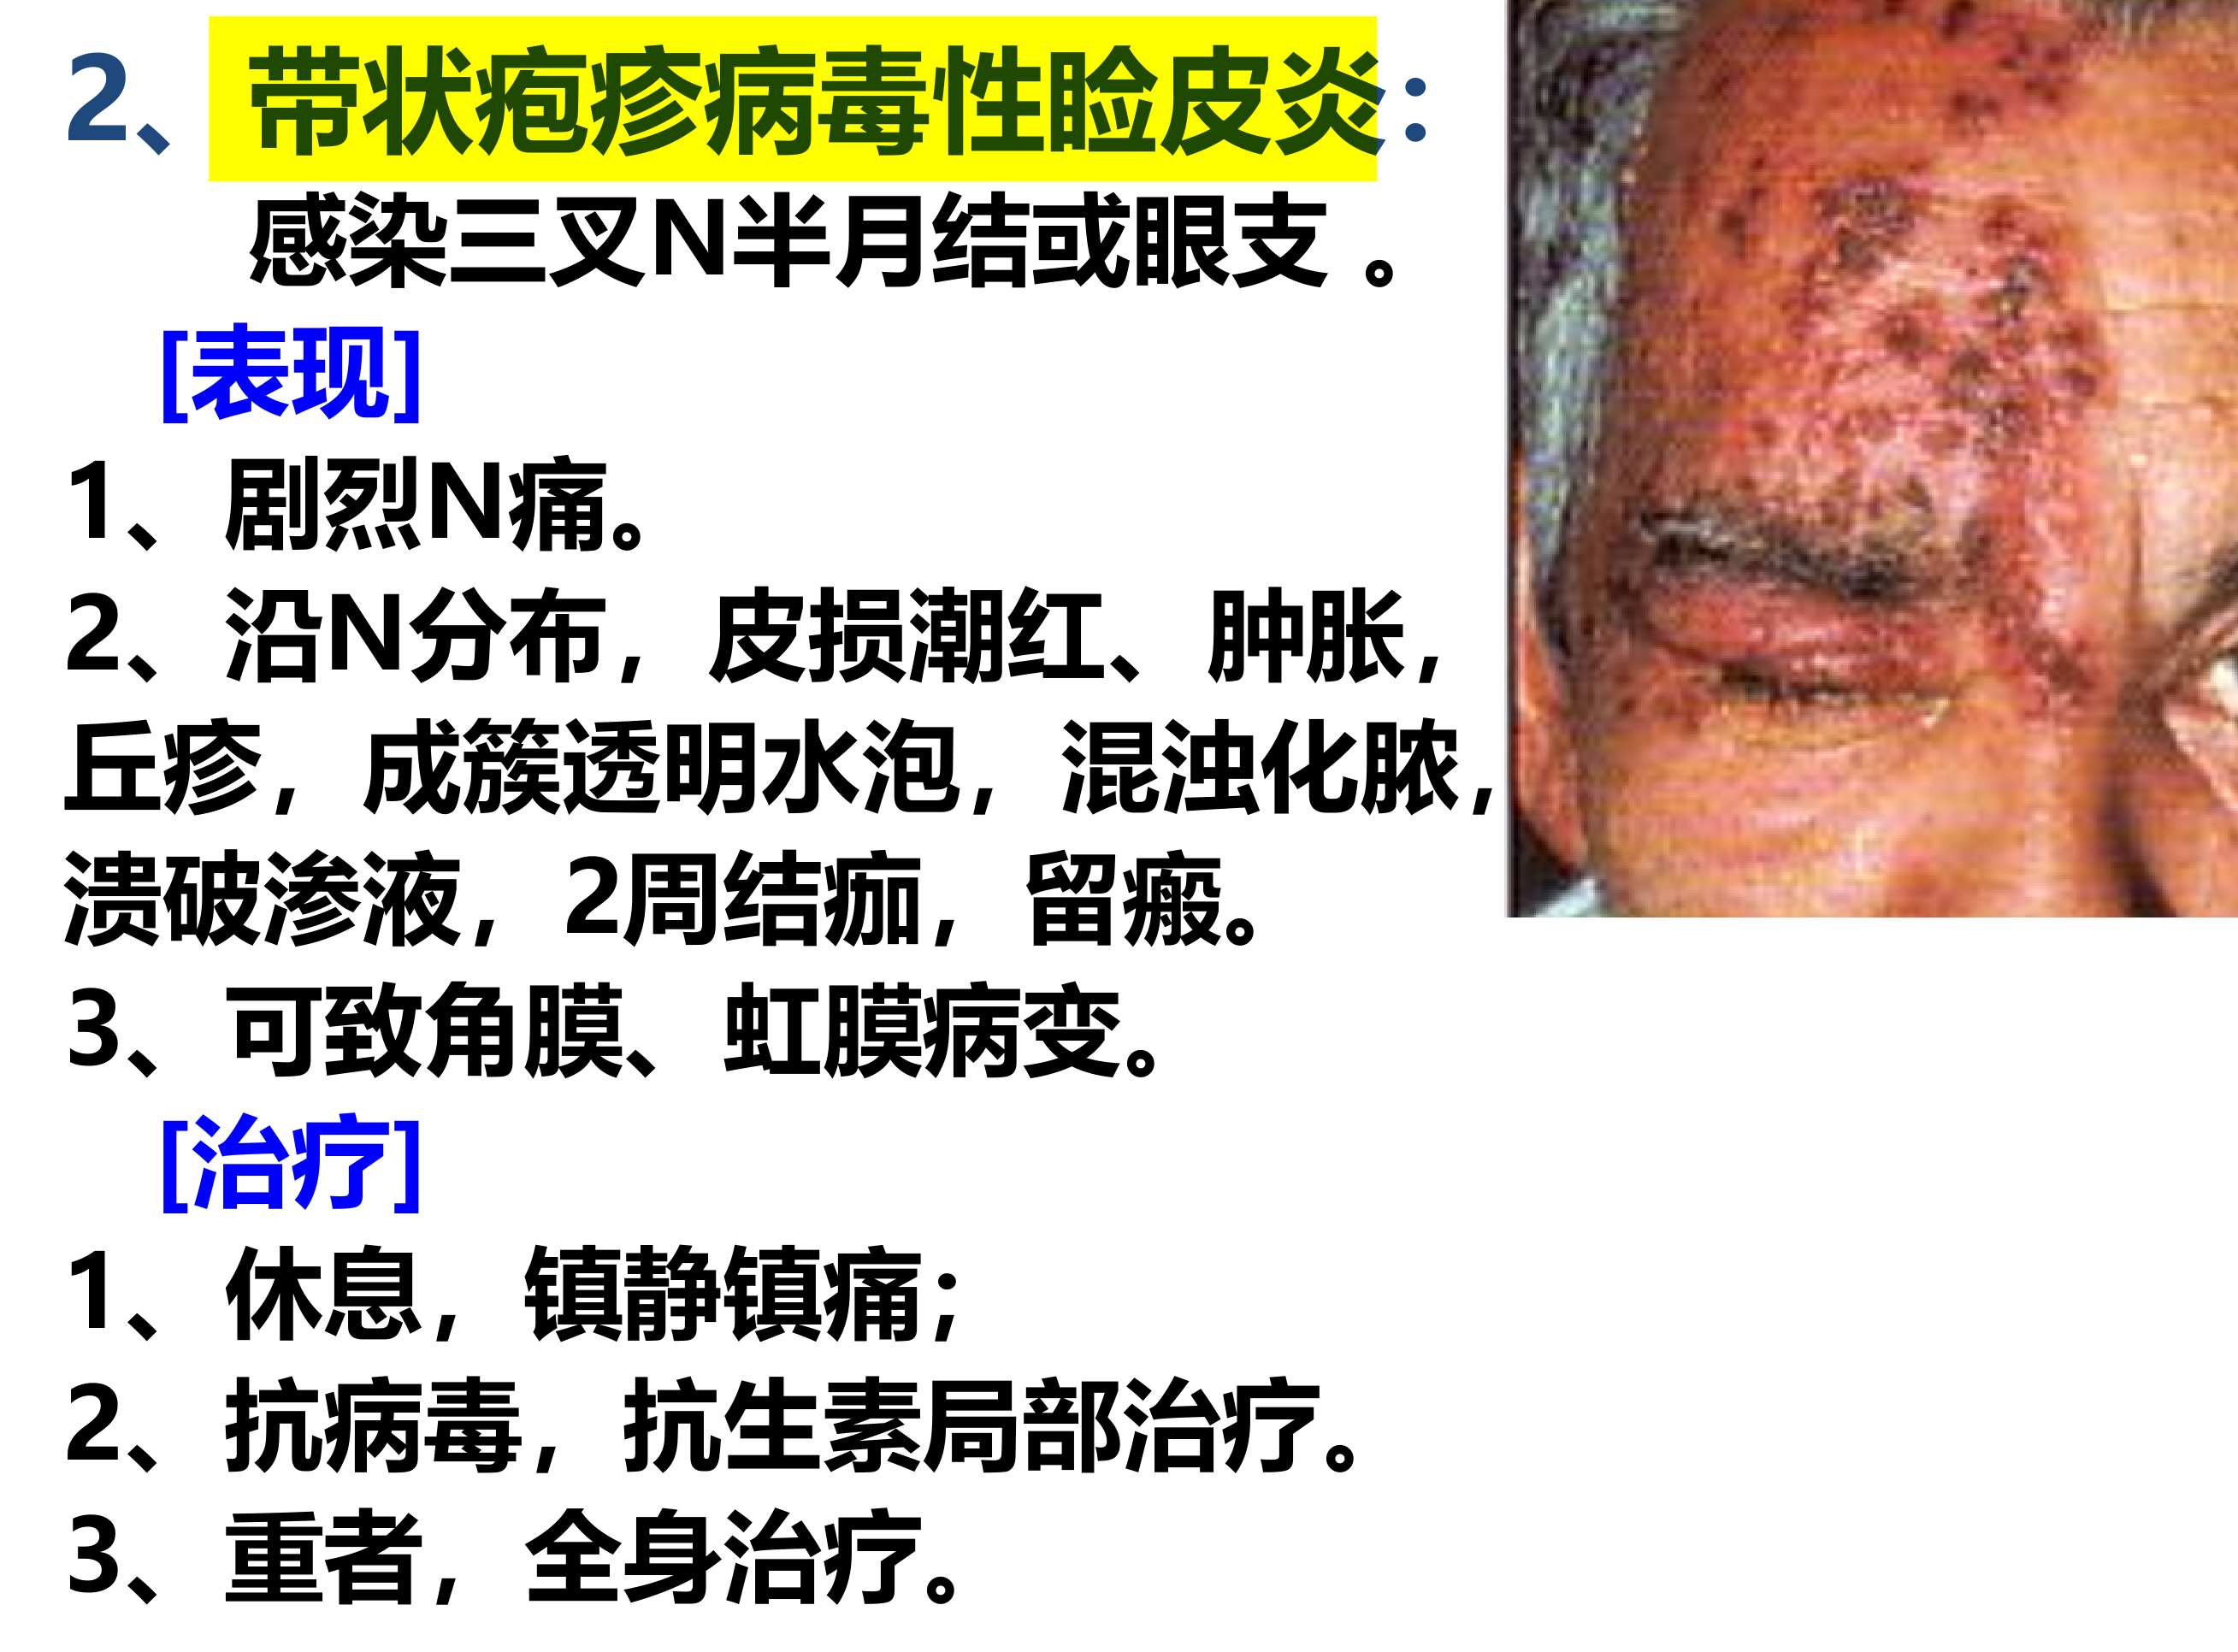 2、带状疱疹病毒性睑皮炎：
感染三叉N半月结或眼支 。
[表现]
1、剧烈N痛。
2、沿N分布，皮损潮红、肿胀，
丘疹，成簇透明水泡，混浊化脓，
溃破渗液，2周结痂，留瘢。
3、可致角膜、虹膜病变。
[治疗]
1、休息，镇静镇痛；
2、抗病毒，抗生素局部治疗。
3、重者，全身治疗。